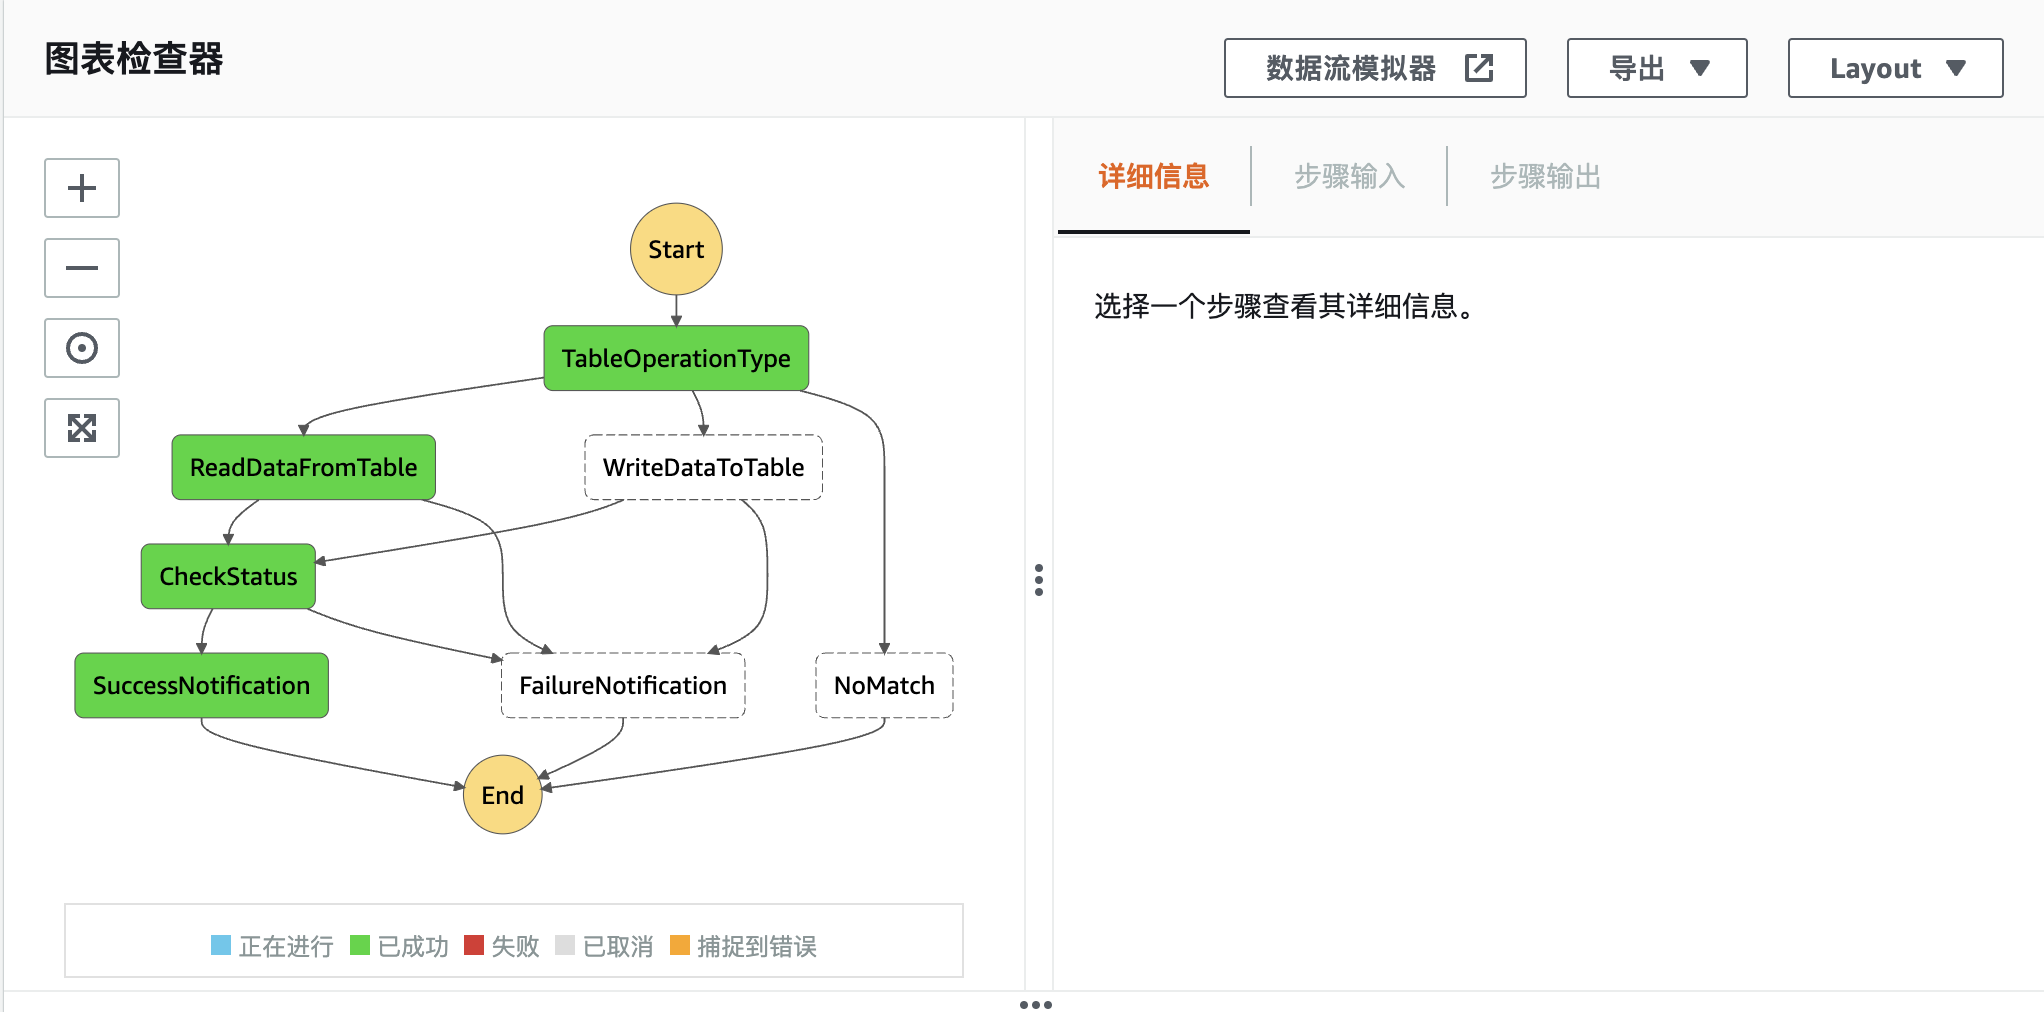 图表检查器
数据流模拟器
导出
Layout
详细信息
步骤输入
步骤输出
选择一个步骤查看其详细信息。
Start
TableOperationType
ReadDataFromTable
WriteDataToTable
CheckStatus
SuccessNotification
FailureNotification
NoMatch
End
正在进行 已成功 失败 已取消 捕捉到错误